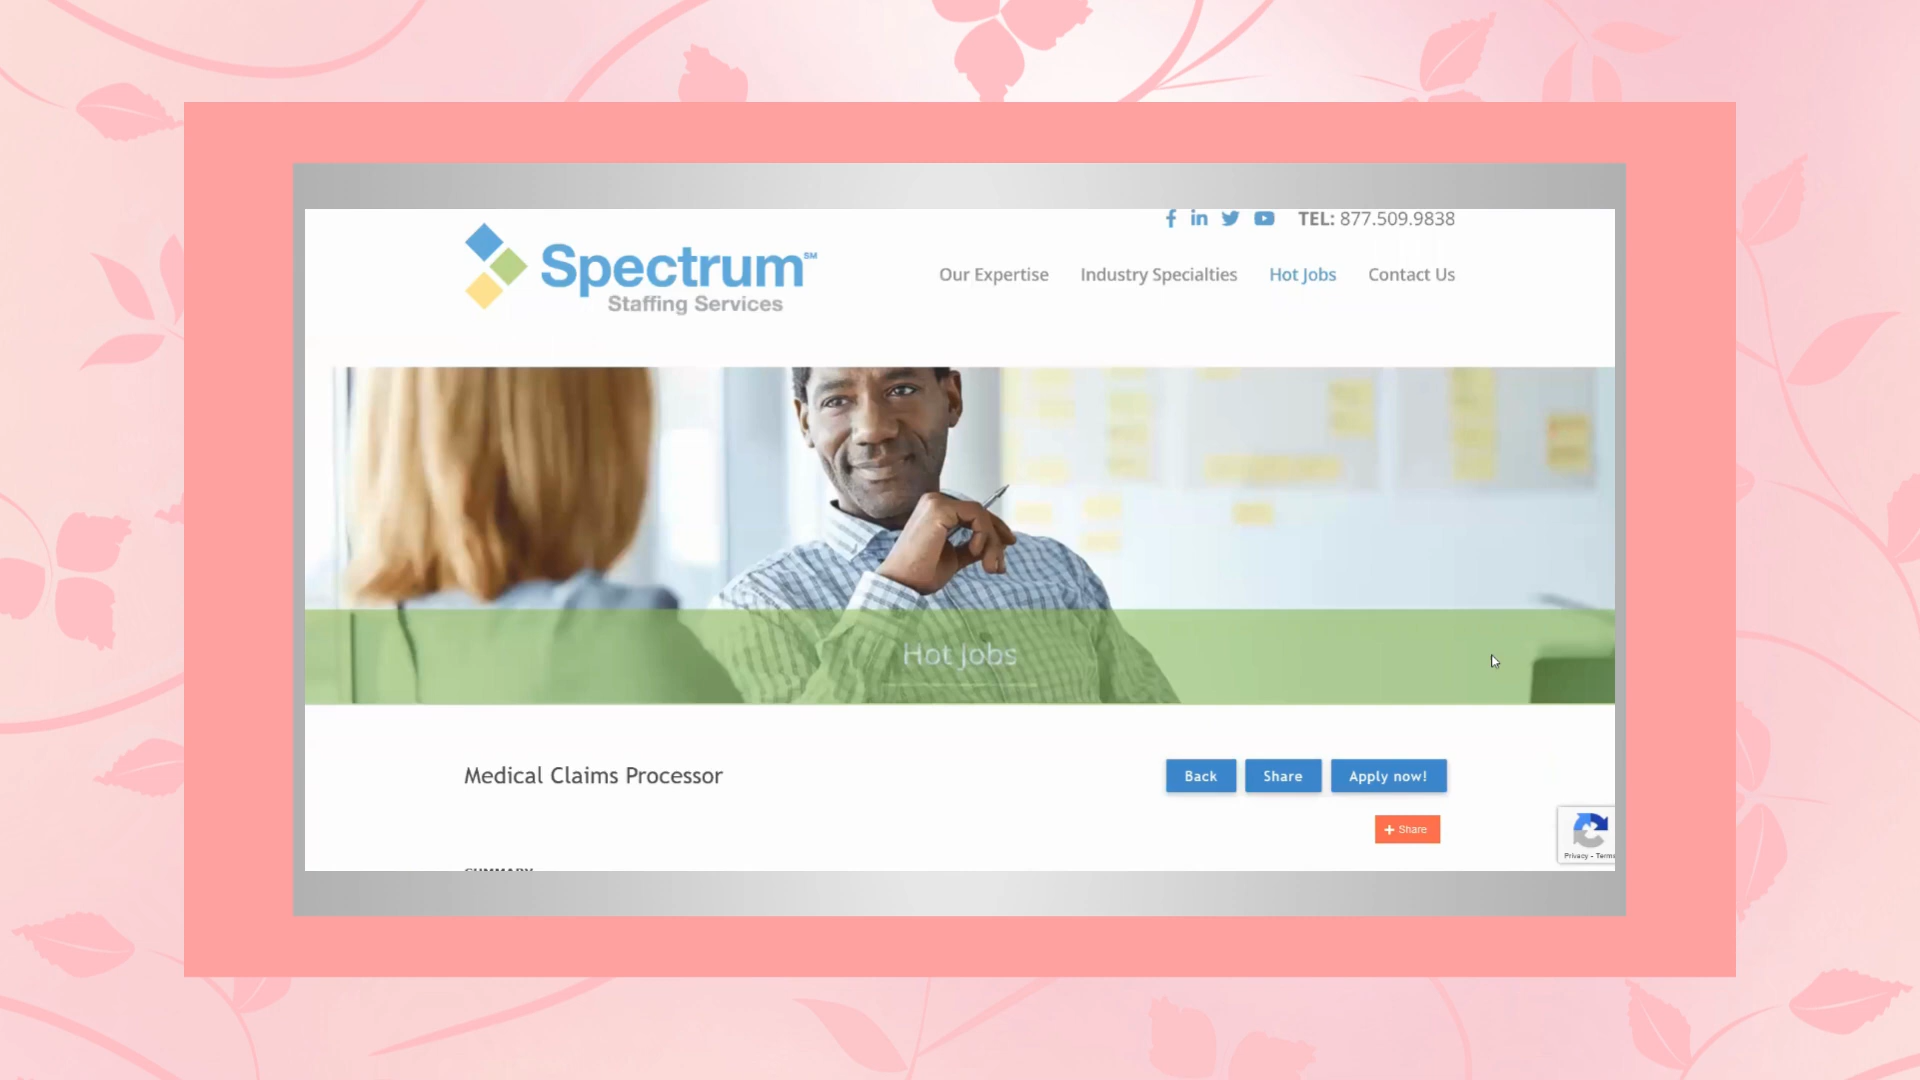 TEL: 877.509.9838
Spectrum℠
Staffing Services
Our Expertise Industry Specialties Hot Jobs Contact Us
Hot Jobs
Medical Claims Processor
Back Share Apply now!
Share
Privacy - Terms
SUMMARY